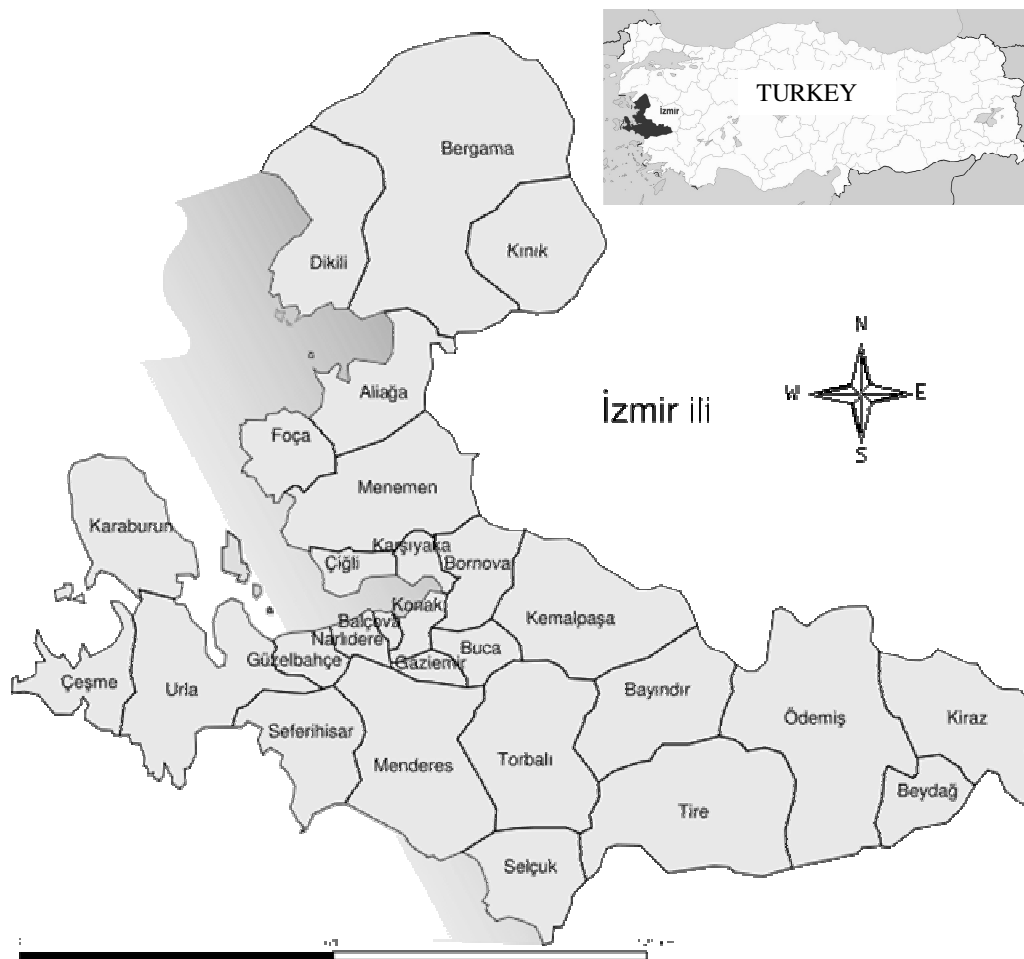 TURKEY
İzmir
Bergama
Kınık
Dikili
N
W E
S
Aliağa
İzmir ili
Foça
Menemen
Karaburun
Karşıyaka
Çiğli
Bornova
Konak
Balçova
Kemalpaşa
Narlıdere
Buca
Güzelbahçe
Gaziemir
Çeşme
Urla
Bayındır
Ödemiş
Kiraz
Seferihisar
Menderes
Torbalı
Beydağ
Tire
Selçuk